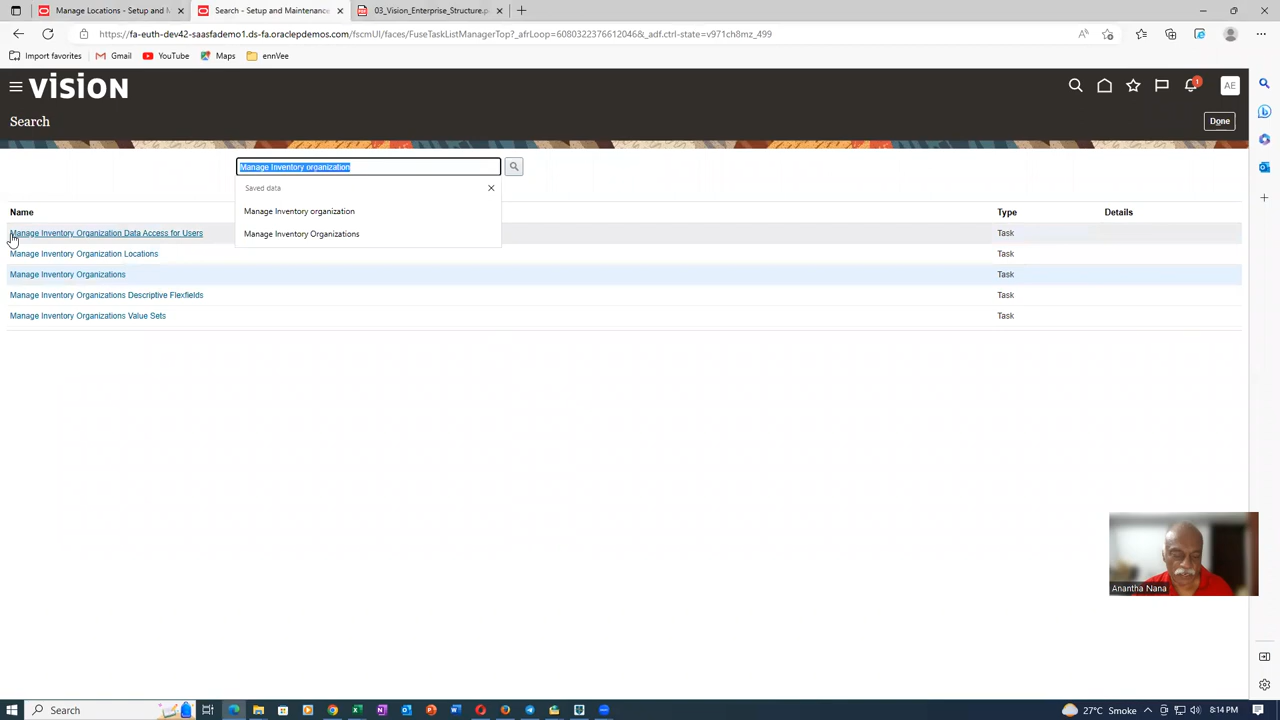 Manage Locations - Setup and M
Search - Setup and Maintenance
03_Vision_Enterprise_Structure.p
https://fa-euth-dev42-saasfademo1.ds-fa.oraclepdemos.com/fscmUI/faces/FuseTaskListManagerTop?_afrLoop=60803223766120468&_adf.ctrl-state=v971ch8mz_499
Import favorites
Gmail
YouTube
Maps
ennVee
VISION
1
AE
Search
Done
Manage Inventory organization
Saved data
Name
Manage Inventory organization
Type
Details
Manage Inventory Organization Data Access for Users
Manage Inventory Organizations
Task
Manage Inventory Organization Locations
Task
Manage Inventory Organizations
Task
Manage Inventory Organizations Descriptive Flexfields
Task
Manage Inventory Organizations Value Sets
Task
Anantha Nana
Search
27°C Smoke
8:14 PM